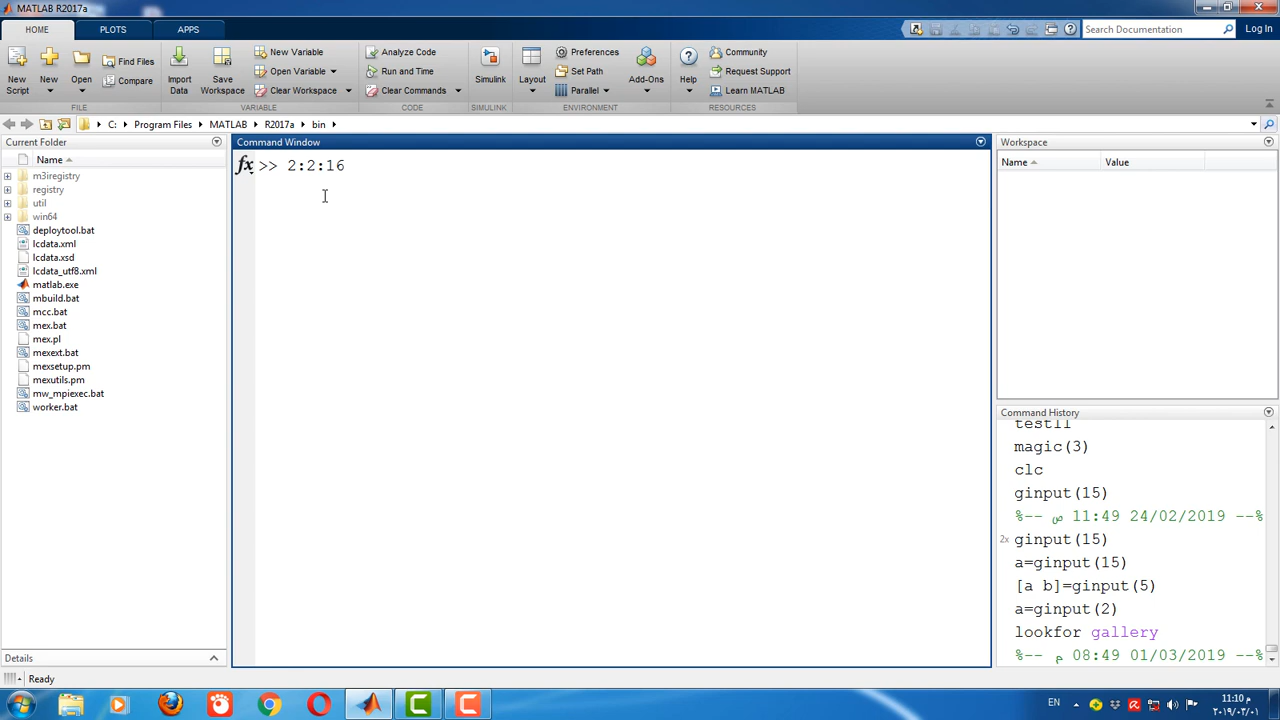 MATLAB R2017a
HOME PLOTS APPS
Search Documentation Log In
New Script
New
Open
Find Files
Compare
FILE
Import Data
Save Workspace
New Variable
Open Variable
Clear Workspace
VARIABLE
Analyze Code
Run and Time
Clear Commands
CODE
Simulink
SIMULINK
Layout
Preferences
Set Path
Parallel
Add-Ons
ENVIRONMENT
Help
Community
Request Support
Learn MATLAB
RESOURCES
C: Program Files MATLAB R2017a bin
Current Folder
Name
m3iregistry
registry
util
win64
deploytool.bat
lcdata.xml
lcdata.xsd
lcdata_utf8.xml
matlab.exe
mbuild.bat
mcc.bat
mex.bat
mex.pl
mexext.bat
mexsetup.pm
mexutils.pm
mw_mpiexec.bat
worker.bat
Details
Command Window
fx >> 2:2:16
Workspace
Name Value
Command History
testll
magic(3)
clc
ginput(15)
%-- ص 11:49 24/02/2019 --%
2x ginput(15)
a=ginput(15)
[a b]=ginput(5)
a=ginput(2)
lookfor gallery
%-- م 08:49 01/03/2019 --%
Ready
EN
11:10 م
٢٠١٩/٠٣/٠١